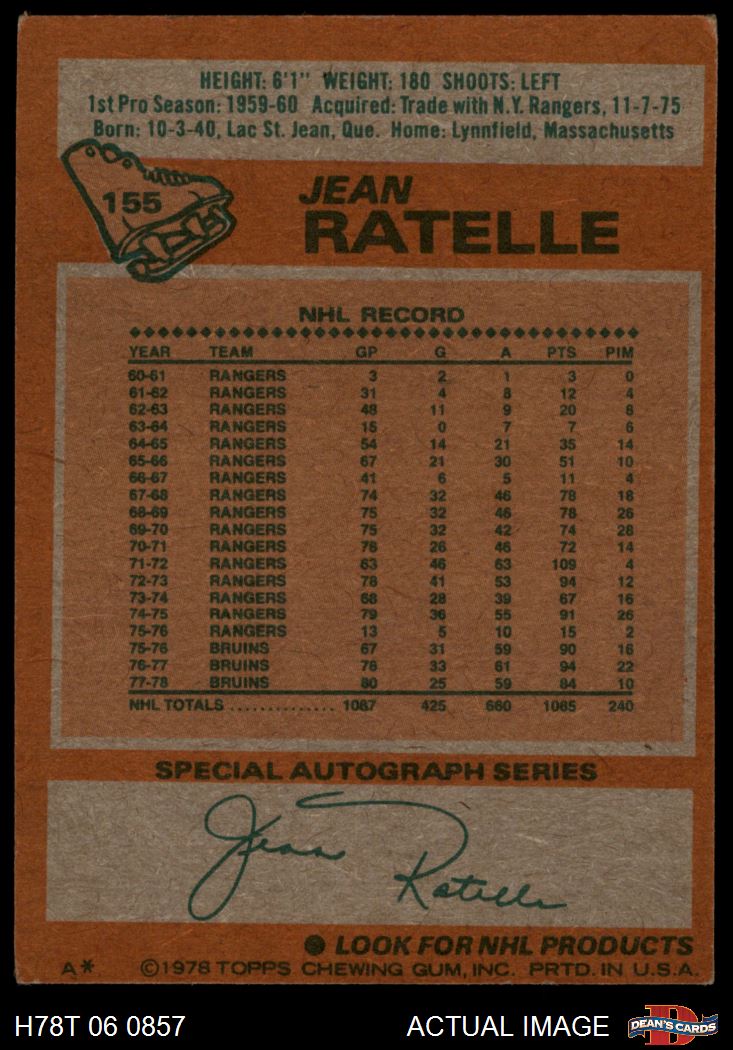 HEIGHT: 6'1" WEIGHT: 180 SHOOTS: LEFT
1st Pro Season: 1959-60 Acquired: Trade with N.Y. Rangers, 11-7-75
Born: 10-3-40, Lac St. Jean, Que. Home: Lynnfield, Massachusetts
155
JEAN
RATELLE
NHL RECORD
YEAR TEAM GP G A PTS PIM
60-61 RANGERS 3 2 1 3 0
61-62 RANGERS 31 4 8 12 4
62-63 RANGERS 48 11 9 20 8
63-64 RANGERS 15 0 7 7 6
64-65 RANGERS 54 14 21 35 14
65-66 RANGERS 67 21 30 51 10
66-67 RANGERS 41 6 5 11 4
67-68 RANGERS 74 32 46 78 18
68-69 RANGERS 75 32 46 78 26
69-70 RANGERS 75 32 42 74 28
70-71 RANGERS 78 26 46 72 14
71-72 RANGERS 63 46 63 109 4
72-73 RANGERS 78 41 53 94 12
73-74 RANGERS 68 28 39 67 16
74-75 RANGERS 79 36 55 91 26
75-76 RANGERS 13 5 10 15 2
75-76 BRUINS 67 31 59 90 16
76-77 BRUINS 78 33 61 94 22
77-78 BRUINS 80 25 59 84 10
NHL TOTALS .............. 1087 425 660 1085 240
SPECIAL AUTOGRAPH SERIES
Jean Ratelle
LOOK FOR NHL PRODUCTS
A* ©1978 TOPPS CHEWING GUM, INC. PRTD. IN U.S.A.
H78T 06 0857 ACTUAL IMAGE DEAN'S CARDS